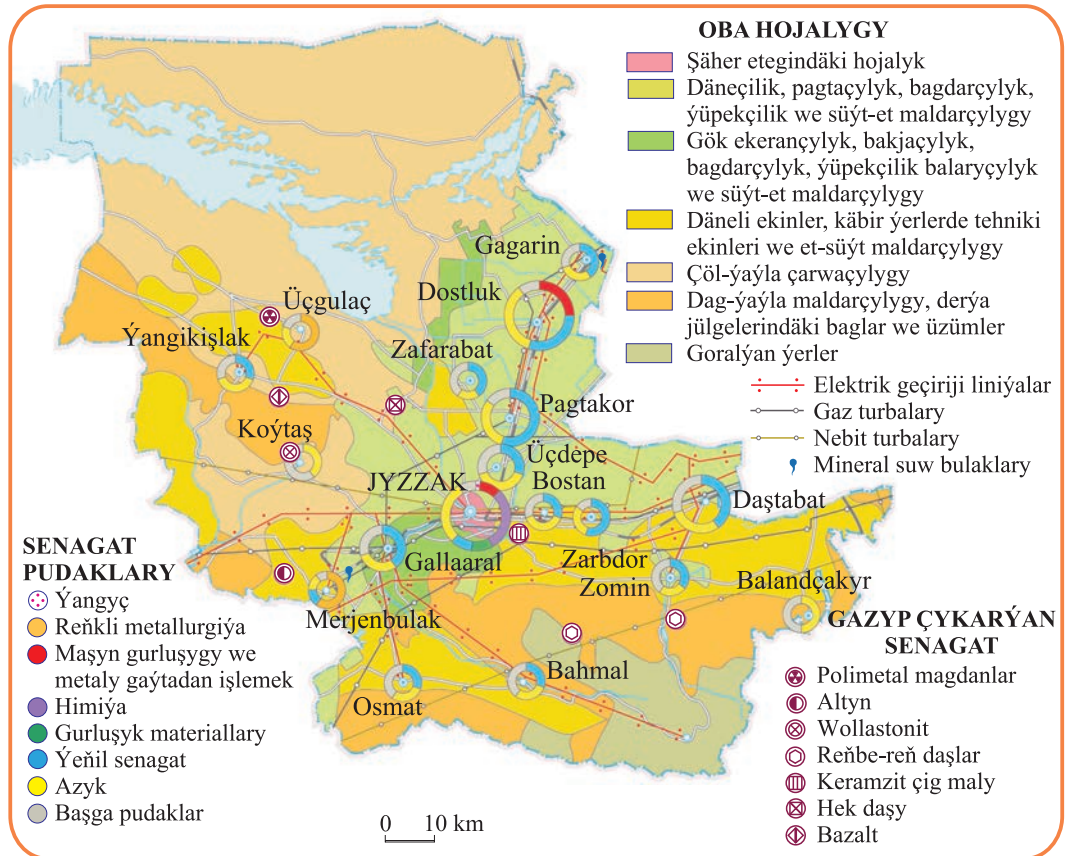 OBA HOJALYGY
Şäher etegindäki hojalyk
Däneçilik, pagtaçylyk, bagdarçylyk,
ýüpekçilik we süýt-et maldarçylygy
Gök ekerançylyk, bakjaçylyk,
bagdarçylyk, ýüpekçilik balaryçylyk
we süýt-et maldarçylygy
Däneli ekinler, käbir ýerlerde tehniki
ekinleri we et-süýt maldarçylygy
Çöl-ýaýla çarwaçylygy
Dag-ýaýla maldarçylygy, derýa
jülgelerindäki baglar we üzümler
Goralýan ýerler
Elektrik geçiriji liniýalar
Gaz turbalary
Nebit turbalary
Mineral suw bulaklary
Gagarin
Dostluk
Üçgulaç
Ýangikişlak
Zafarabat
Pagtakor
Koýtaş
Üçdepe
JYZZAK
Bostan
Daştabat
Gallaaral
Zarbdor
Zomin
Balandçakyr
Merjenbulak
Bahmal
Osmat
SENAGAT
PUDAKLARY
Ýangyç
Reňkli metallurgiýa
Maşyn gurluşygy we
metaly gaýtadan işlemek
Himiýa
Gurluşyk materiallary
Ýeňil senagat
Azyk
Başga pudaklar
0 10 km
GAZYP ÇYKARÝAN
SENAGAT
Polimetal magdanlar
Altyn
Wollastonit
Reňbe-reň daşlar
Keramzit çig maly
Hek daşy
Bazalt